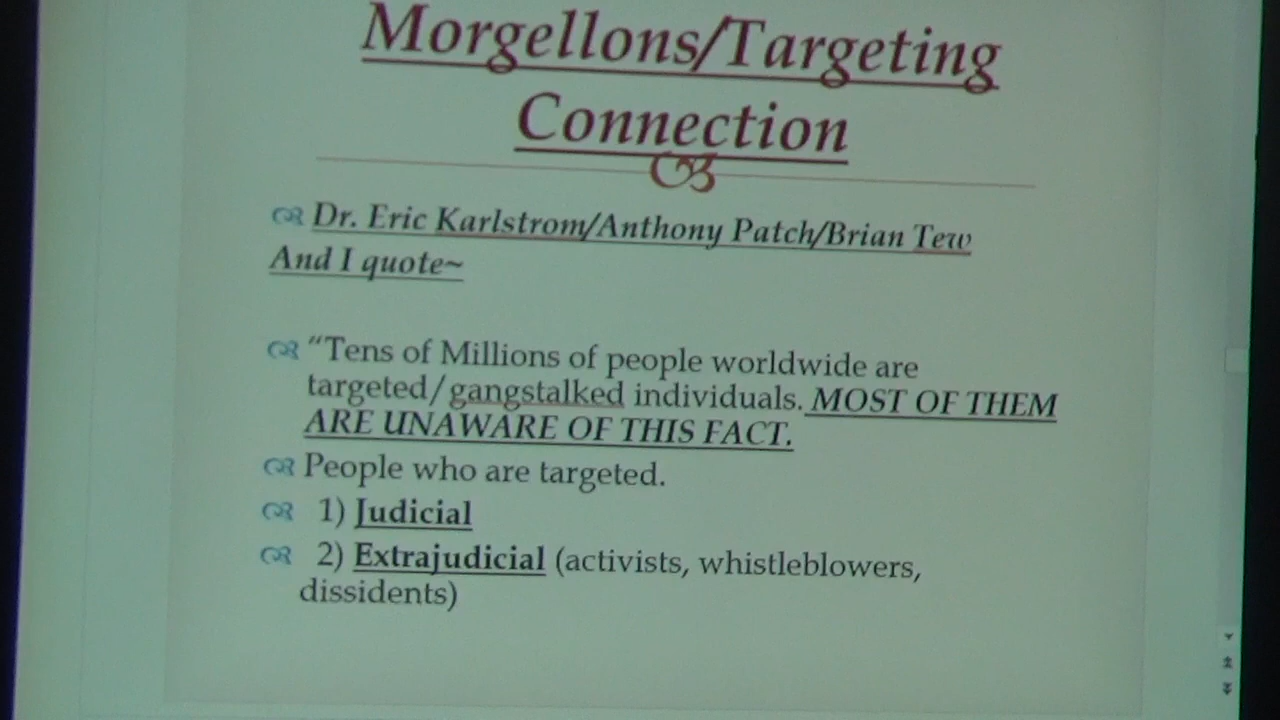 Morgellons/Targeting
Connection
Dr. Eric Karlstrom/Anthony Patch/Brian Tew
And I quote~
"Tens of Millions of people worldwide are
targeted/gangstalked individuals. MOST OF THEM
ARE UNAWARE OF THIS FACT.
People who are targeted.
1) Judicial
2) Extrajudicial (activists, whistleblowers,
dissidents)